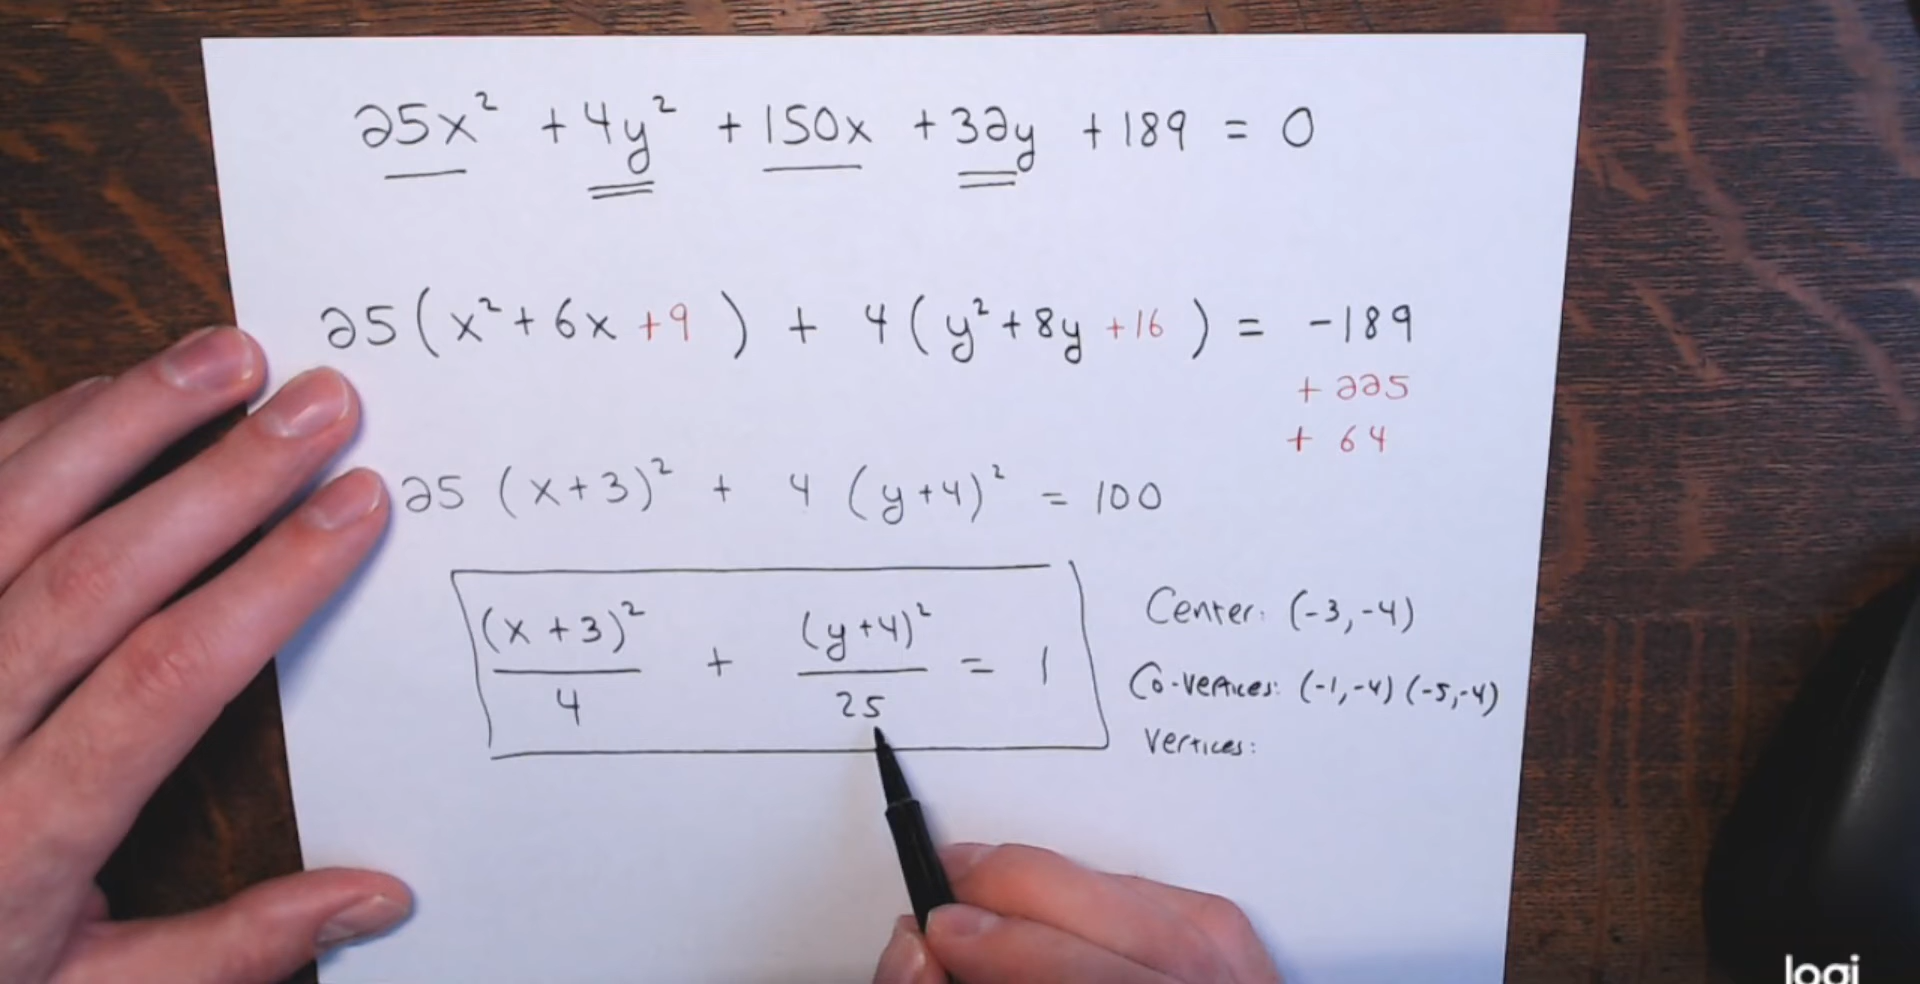 25x² + 4y² + 150x + 32y + 189 = 0
25(x² + 6x + 9) + 4(y² + 8y + 16) = -189
+ 225
+ 64
25(x+3)² + 4(y+4)² = 100
(x+3)²/4 + (y+4)²/25 = 1
Center: (-3,-4)
Co-vertices: (-1,-4) (-5,-4)
Vertices:
logi